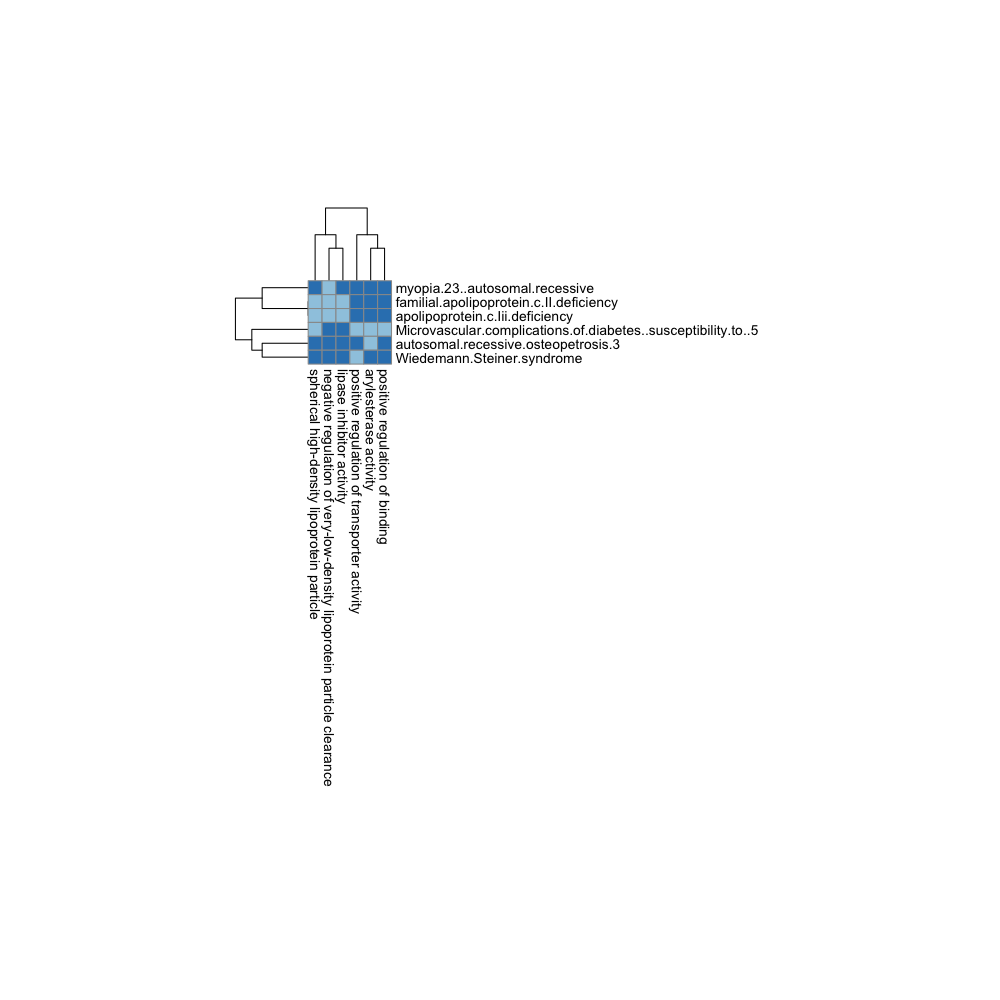 myopia.23..autosomal.recessive
familial.apolipoprotein.c.II.deficiency
apolipoprotein.c.Iii.deficiency
Microvascular.complications.of.diabetes..susceptibility.to..5
autosomal.recessive.osteopetrosis.3
Wiedemann.Steiner.syndrome
spherical high-density lipoprotein particle
negative regulation of very-low-density lipoprotein particle clearance
lipase inhibitor activity
positive regulation of transporter activity
arylesterase activity
positive regulation of binding